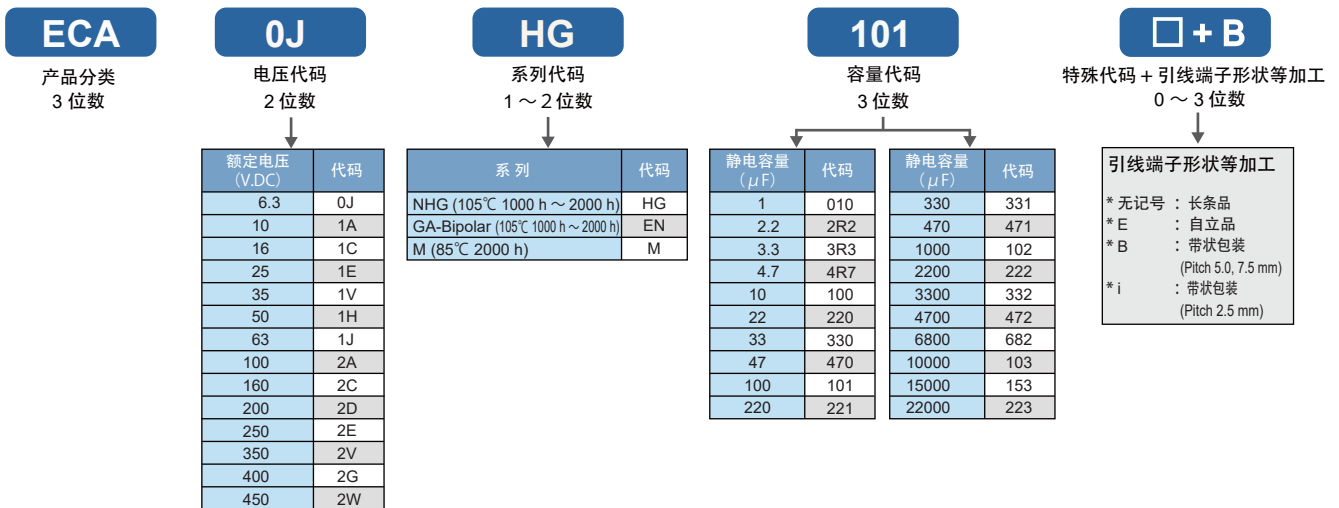 ECA
产品分类
3 位数
0J
电压代码
2 位数
HG
系列代码
1～2 位数
101
容量代码
3 位数
□ + B
特殊代码 + 引线端子形状等加工
0～3 位数
额定电压 (V.DC) 代码
6.3 0J
10 1A
16 1C
25 1E
35 1V
50 1H
63 1J
100 2A
160 2C
200 2D
250 2E
350 2V
400 2G
450 2W
系列 代码
NHG (105℃ 1000 h～2000 h) HG
GA-Bipolar (105℃ 1000 h～2000 h) EN
M (85℃ 2000 h) M
静电容量 (μF) 代码
1 010
2.2 2R2
3.3 3R3
4.7 4R7
10 100
22 220
33 330
47 470
100 101
220 221
静电容量 (μF) 代码
330 331
470 471
1000 102
2200 222
3300 332
4700 472
6800 682
10000 103
15000 153
22000 223
引线端子形状等加工
* 无记号 : 长条品
* E : 自立品
* B : 带状包装
(Pitch 5.0, 7.5 mm)
* i : 带状包装
(Pitch 2.5 mm)